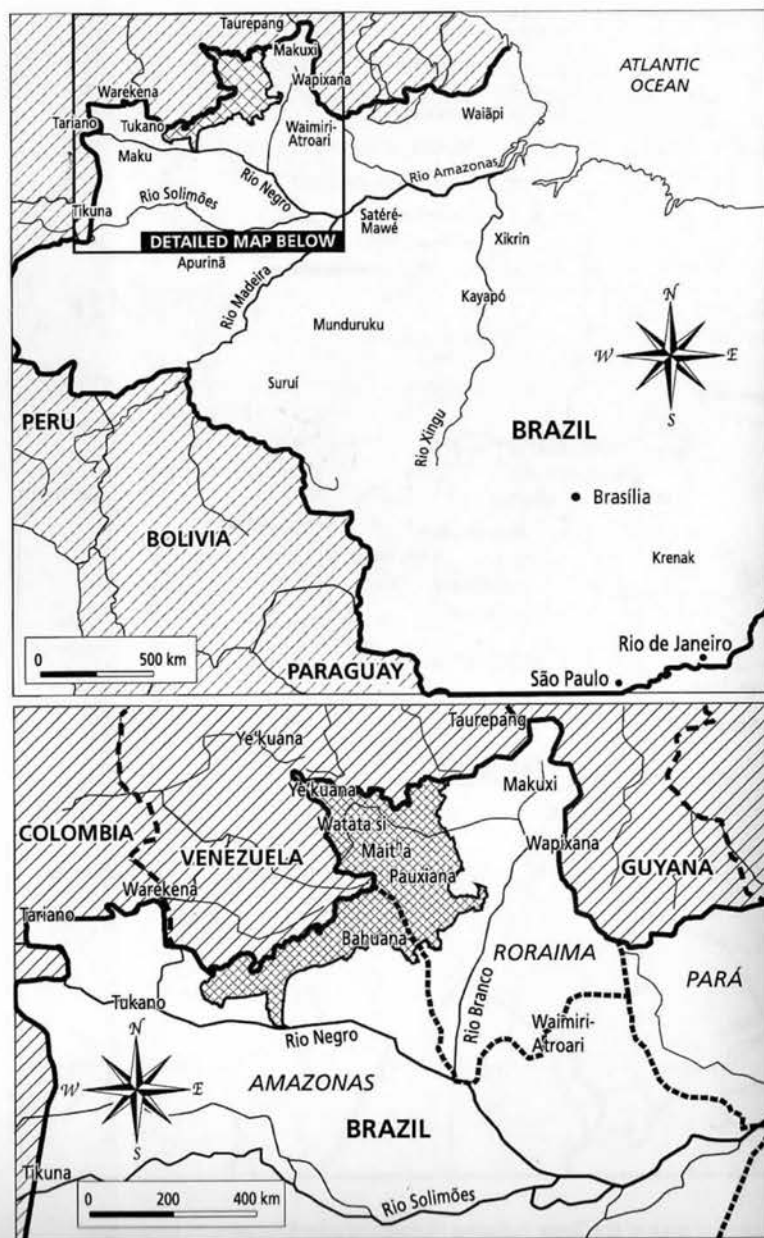 Taurepang
Makuxi
ATLANTIC
OCEAN
Wapixana
Warekena
Waiãpi
Tariano
Tukano
Waimiri-
Atroari
Maku
Rio Amazonas
Rio Negro
Rio Solimões
Tikuna
Satéré-
Mawé
DETAILED MAP BELOW
Xikrin
Apurinã
Rio Madeira
Kayapó
Munduruku
N
W
E
S
Suruí
PERU
Rio Xingu
BRAZIL
Brasília
BOLIVIA
Krenak
0 500 km
Rio de Janeiro
PARAGUAY
São Paulo
Taurepang
Ye'kuana
Ye'kuana
Makuxi
COLOMBIA
Watata si
Wapixana
VENEZUELA
Maitʰa
GUYANA
Pauxiana
Warekena
Tariano
Bahuana
RORAIMA
PARÁ
Tukano
Rio Branco
Waimiri-
Atroari
N
Rio Negro
W
E
AMAZONAS
S
BRAZIL
Tikuna
0 200 400 km
Rio Solimões